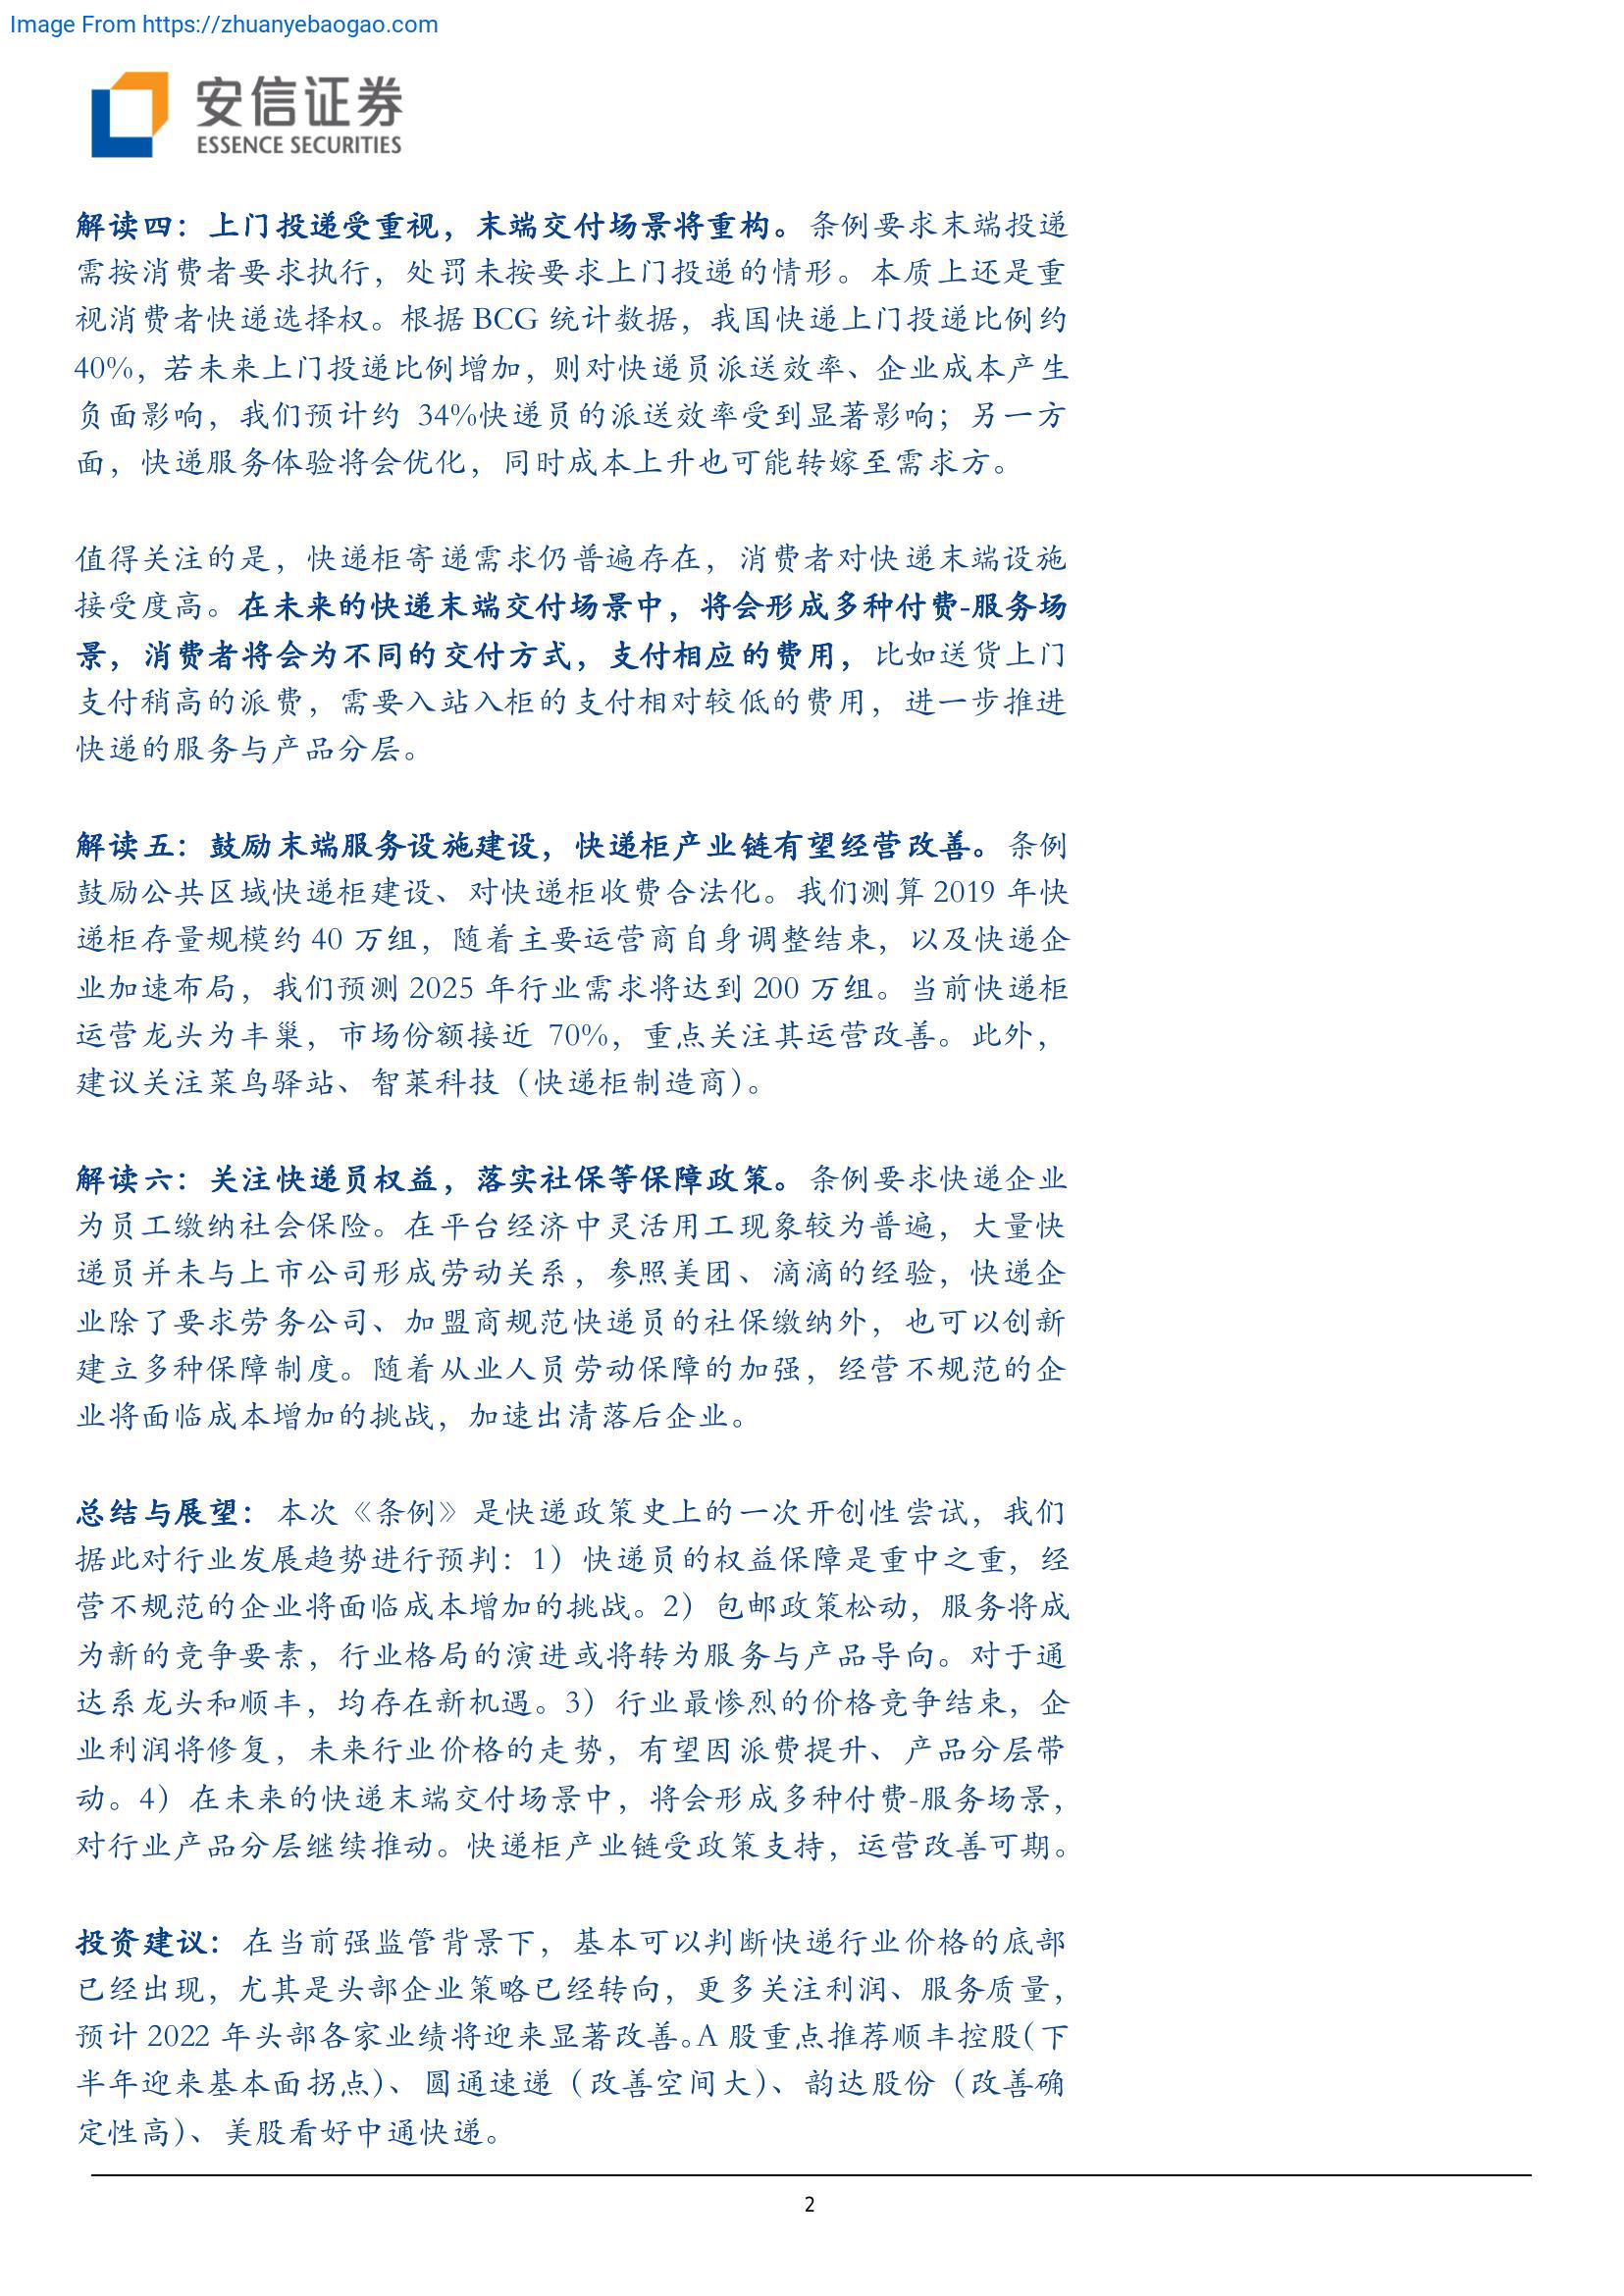 Image From https://zhuanyebaogao.com
安信证券
ESSENCE SECURITIES
解读四：上门投递受重视，末端交付场景将重构。条例要求末端投递
需按消费者要求执行，处罚未按要求上门投递的情形。本质上还是重
视消费者快递选择权。根据 BCG 统计数据，我国快递上门投递比例约
40%，若未来上门投递比例增加，则对快递员派送效率、企业成本产生
负面影响，我们预计约 34%快递员的派送效率受到显著影响；另一方
面，快递服务体验将会优化，同时成本上升也可能转嫁至需求方。
值得关注的是，快递柜寄递需求仍普遍存在，消费者对快递末端设施
接受度高。在未来的快递末端交付场景中，将会形成多种付费-服务场
景，消费者将会为不同的交付方式，支付相应的费用，比如送货上门
支付稍高的派费，需要入站入柜的支付相对较低的费用，进一步推进
快递的服务与产品分层。
解读五：鼓励末端服务设施建设，快递柜产业链有望经营改善。条例
鼓励公共区域快递柜建设、对快递柜收费合法化。我们测算 2019 年快
递柜存量规模约 40 万组，随着主要运营商自身调整结束，以及快递企
业加速布局，我们预测 2025 年行业需求将达到 200 万组。当前快递柜
运营龙头为丰巢，市场份额接近 70%，重点关注其运营改善。此外，
建议关注菜鸟驿站、智莱科技（快递柜制造商）。
解读六：关注快递员权益，落实社保等保障政策。条例要求快递企业
为员工缴纳社会保险。在平台经济中灵活用工现象较为普遍，大量快
递员并未与上市公司形成劳动关系，参照美团、滴滴的经验，快递企
业除了要求劳务公司、加盟商规范快递员的社保缴纳外，也可以创新
建立多种保障制度。随着从业人员劳动保障的加强，经营不规范的企
业将面临成本增加的挑战，加速出清落后企业。
总结与展望：本次《条例》是快递政策史上的一次开创性尝试，我们
据此对行业发展趋势进行预判：1）快递员的权益保障是重中之重，经
营不规范的企业将面临成本增加的挑战。2）包邮政策松动，服务将成
为新的竞争要素，行业格局的演进或将转为服务与产品导向。对于通
达系龙头和顺丰，均存在新机遇。3）行业最惨烈的价格竞争结束，企
业利润将修复，未来行业价格的走势，有望因派费提升、产品分层带
动。4）在未来的快递末端交付场景中，将会形成多种付费-服务场景，
对行业产品分层继续推动。快递柜产业链受政策支持，运营改善可期。
投资建议：在当前强监管背景下，基本可以判断快递行业价格的底部
已经出现，尤其是头部企业策略已经转向，更多关注利润、服务质量，
预计 2022 年头部各家业绩将迎来显著改善。A 股重点推荐顺丰控股（下
半年迎来基本面拐点）、圆通速递（改善空间大）、韵达股份（改善确
定性高）、美股看好中通快递。
2